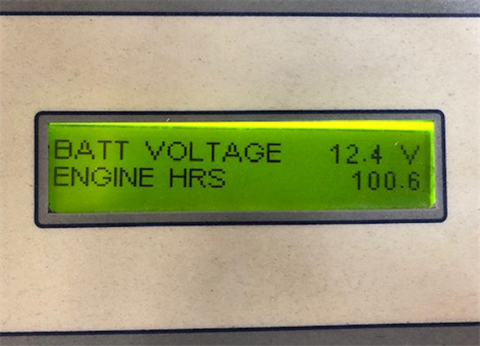 BATT VOLTAGE 12.4 V
ENGINE HRS 100.6